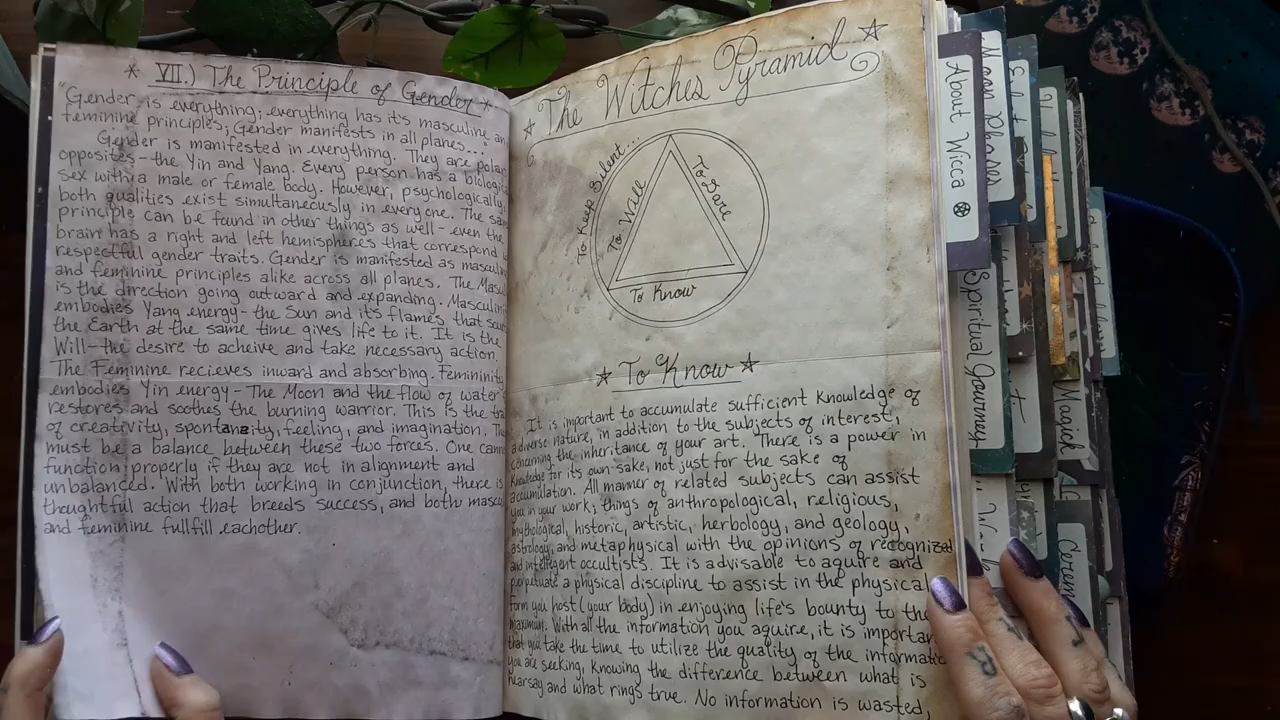 * VII.) The Principle of Gender *
"Gender is everything; everything has it's masculine an
feminine principles; Gender manifests in all planes..."
Gender is manifested in everything. They are polar
opposites - the Yin and Yang. Every person has a biologic
sex with a male or female body. However, psychologically,
both qualities exist simultaneously in everyone. The sa
principle can be found in other things as well - even the
brain has a right and left hemispheres that correspond
respectful gender traits. Gender is manifested as mascu
and feminine principles alike across all planes. The Mascu
is the direction going outward and expanding. Masculin
embodies Yang energy - the Sun and its flames that
the Earth at the same time gives life to it. It is the
Will - the desire to acheive and take necessary action.
The Feminine recieves inward and absorbing. Femininity
embodies Yin energy - The Moon and the flow of water
restores and soothes the burning warrior. This is the
of creativity, spontaneity, feeling, and imagination. The
must be a balance between these two forces. One cann
function properly if they are not in alignment and
unbalanced. With both working in conjunction, there is
thoughtful action that breeds success, and both mascu
and feminine fullfill eachother.
The Witches Pyramid
To Keep Silent...
To Will
To Dare
To Know
* To Know *
It is important to accumulate sufficient knowledge of
a diverse nature, in addition to the subjects of interest,
concerning the inheritance of your art. There is a power in
Knowledge for its own sake, not just for the sake of
accumulation. All manner of related subjects can assist
you in your work; things of anthropological, religious,
mythological, historic, artistic, herbology, and geology,
astrology, and metaphysical with the opinions of recognized
and intellegent occultists. It is advisable to aquire and
perpetuate a physical discipline to assist in the physical
form you host (your body) in enjoying life's bounty to the
maximum. With all the information you aquire, it is importan
that you take the time to utilize the quality of the informatio
you are seeking, knowing the difference between what is
hearsay and what rings true. No information is wasted,
About Wicca
Moon Phases
Spiritual Journey
Magick
Cerem